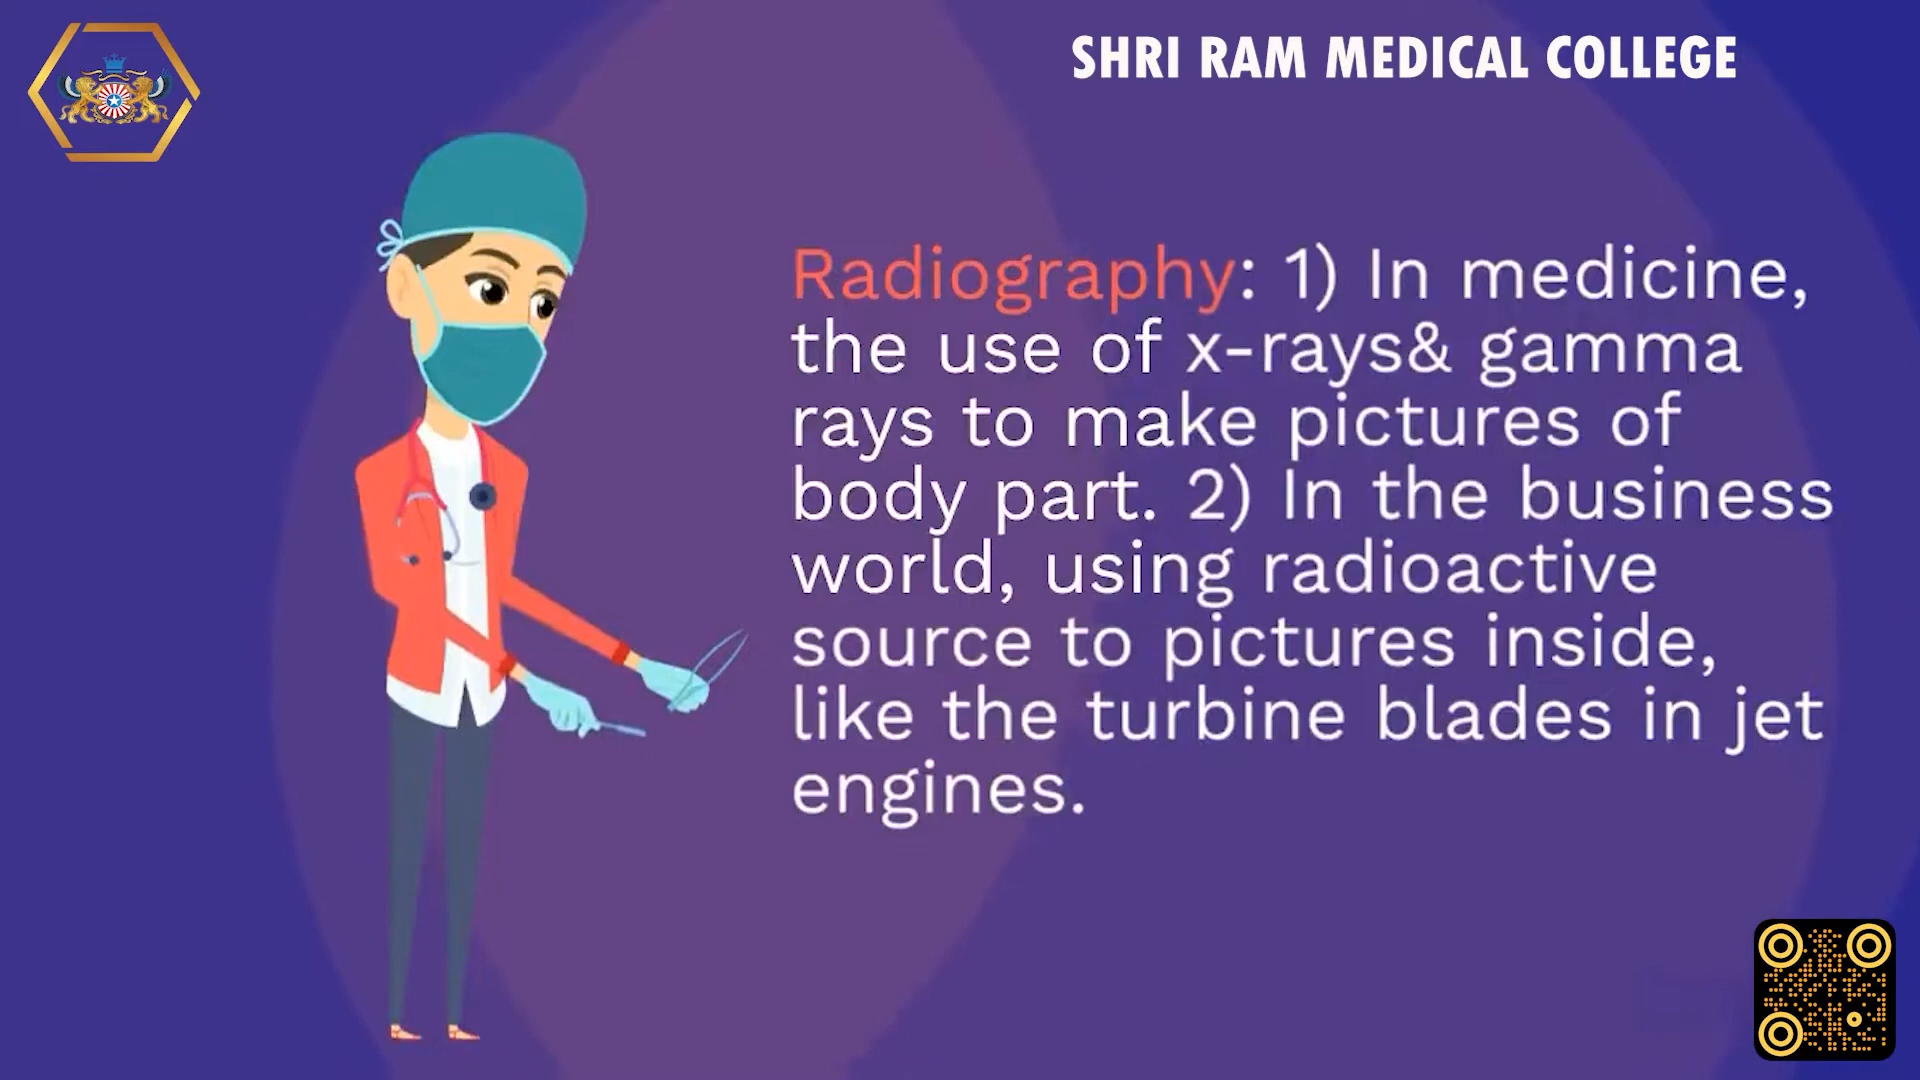 SHRI RAM MEDICAL COLLEGE
Radiography: 1) In medicine,
the use of x-rays& gamma
rays to make pictures of
body part. 2) In the business
world, using radioactive
source to pictures inside,
like the turbine blades in jet
engines.